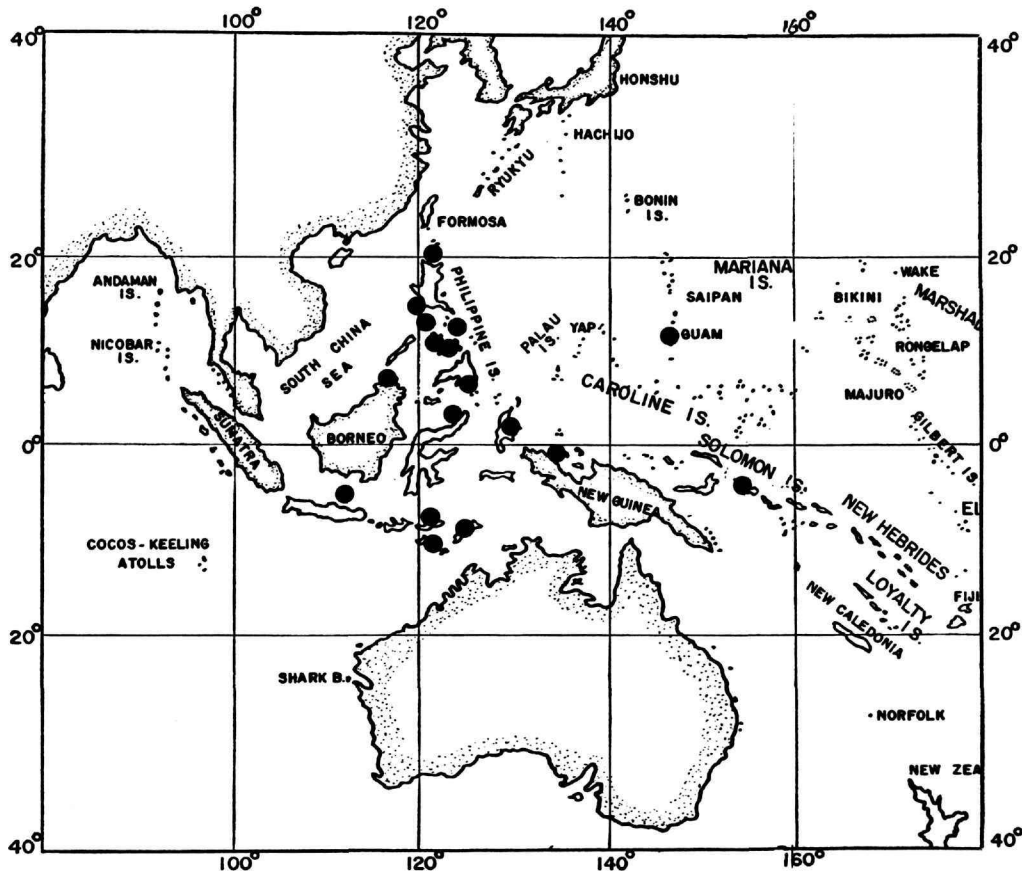 100° 120° 140° 160°
40° 40°
HONSHU
HACHIJO
RYUKYU
BONIN
IS.
FORMOSA
20° 20°
ANDAMAN
IS.
MARIANA
IS.
WAKE
PHILIPPINE IS.
SAIPAN
BIKINI
MARSHAL
NICOBAR
IS.
SOUTH CHINA
SEA
PALAU
IS.
YAP
GUAM
RONGELAP
CAROLINE IS.
MAJURO
GILBERT IS.
SUMATRA
BORNEO
0° 0°
SOLOMON IS.
NEW GUINEA
NEW HEBRIDES
EL
COCOS-KEELING
ATOLLS
LOYALTY
IS.
FIJI
NEW CALEDONIA
20° 20°
SHARK B.
NORFOLK
NEW ZEA
40° 40°
100° 120° 140° 160°